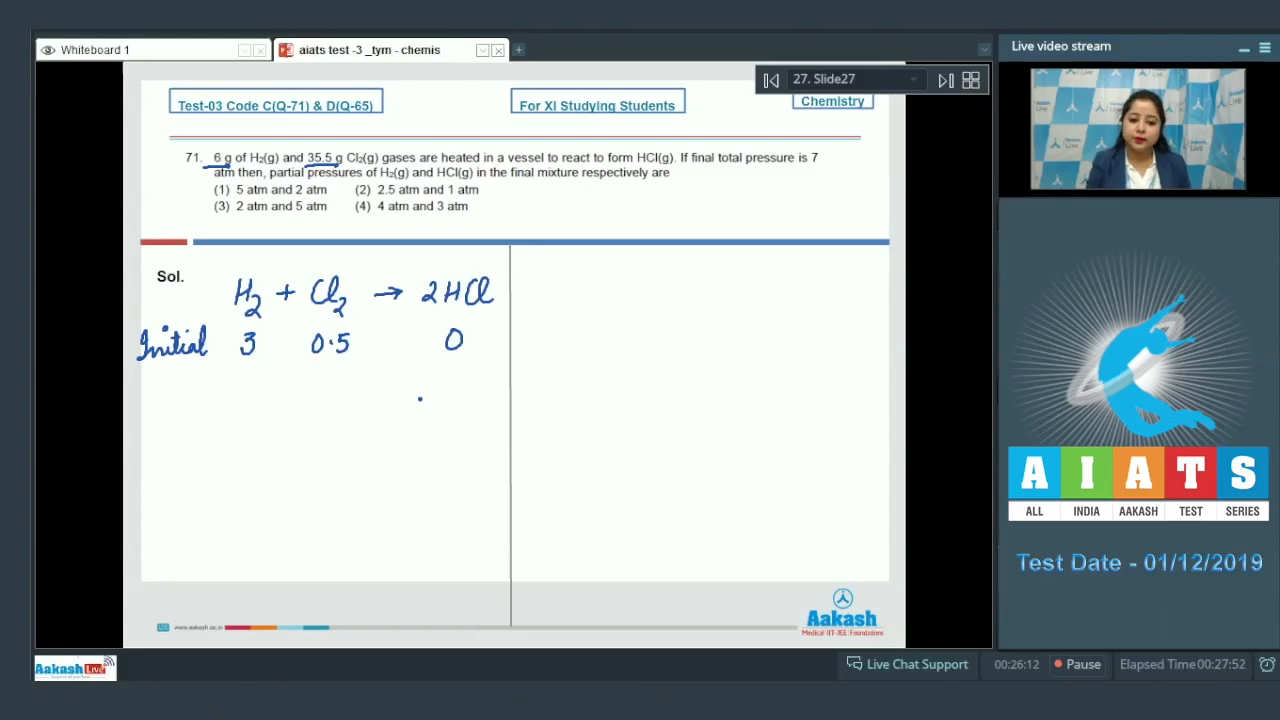 Whiteboard 1
aiats test -3 _tym - chemis
Live video stream
27. Slide27
Test-03 Code C(Q-71) & D(Q-65)
For XI Studying Students
Chemistry
71. 6 g of H₂(g) and 35.5 g Cl₂(g) gases are heated in a vessel to react to form HCl(g). If final total pressure is 7
atm then, partial pressures of H₂(g) and HCl(g) in the final mixture respectively are
(1) 5 atm and 2 atm (2) 2.5 atm and 1 atm
(3) 2 atm and 5 atm (4) 4 atm and 3 atm
Sol.
H₂ + Cl₂ → 2HCl
Initial 3 0.5 0
AIATS
ALL INDIA AAKASH TEST SERIES
Test Date - 01/12/2019
www.aakash.ac.in
Aakash
Medical|IIT-JEE|Foundations
Aakash Live
Live Chat Support
00:26:12
Pause
Elapsed Time 00:27:52